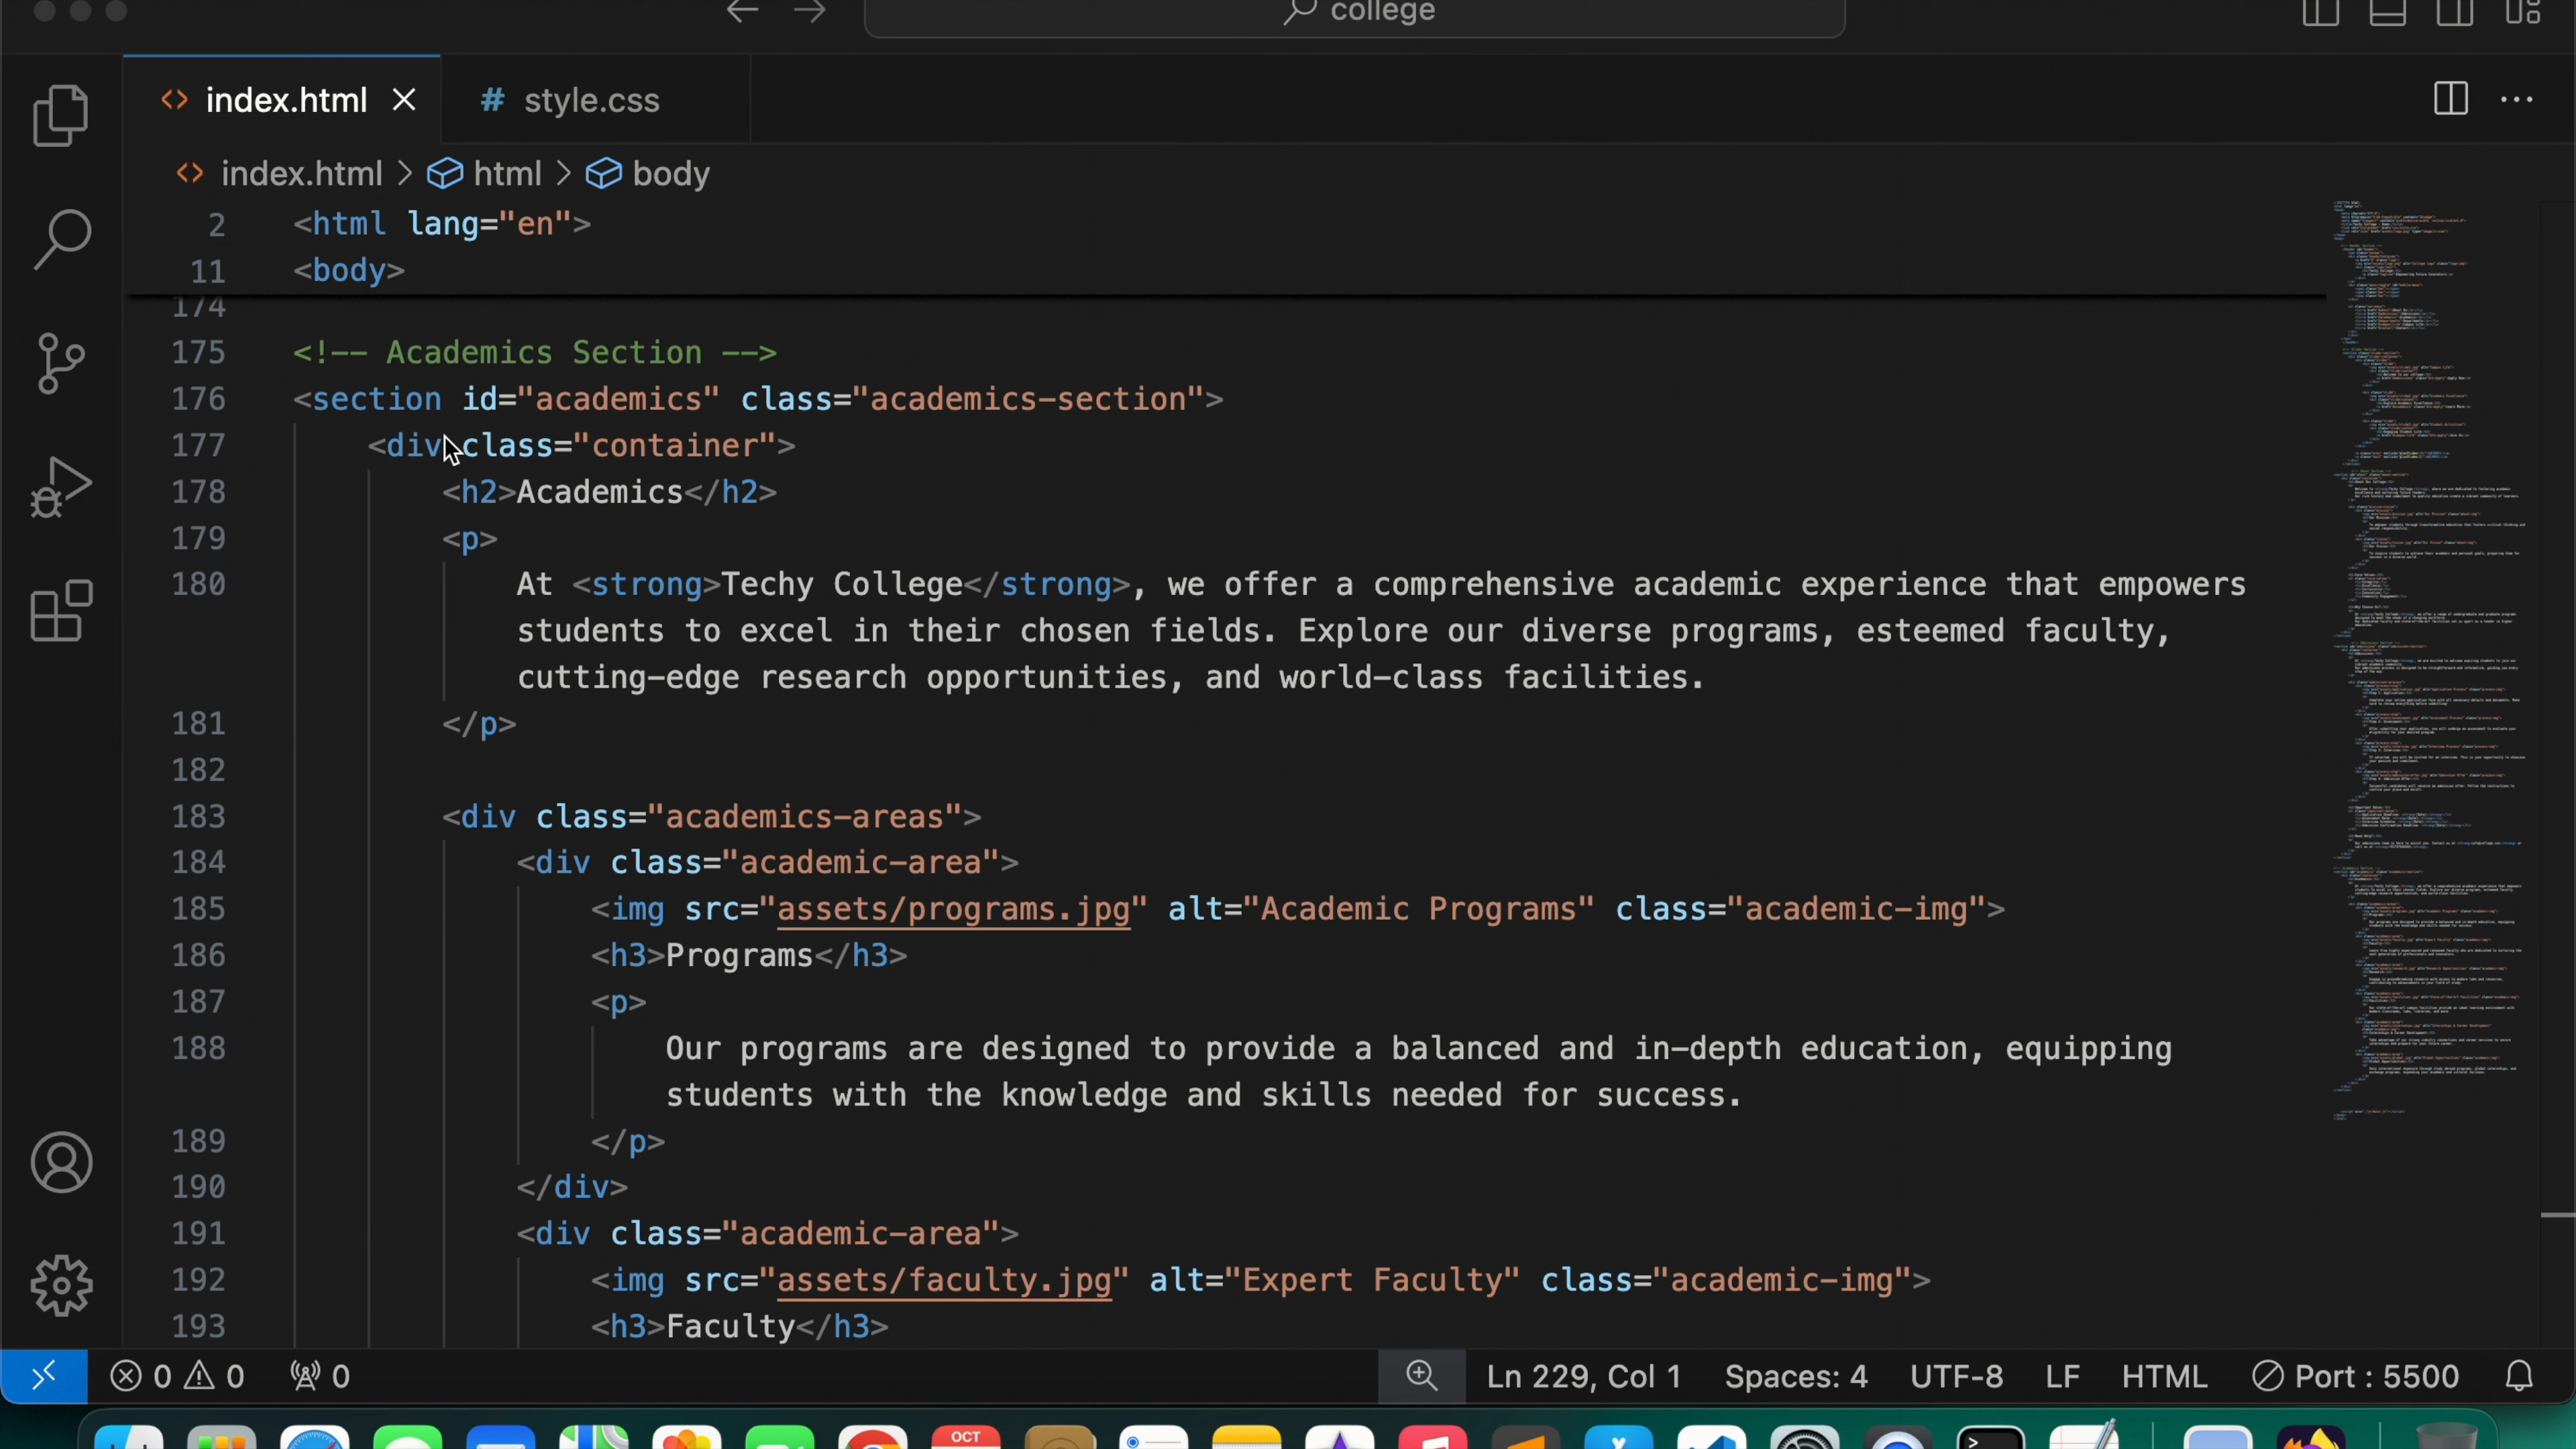 college
index.html
# style.css
index.html > html > body
2 <html lang="en">
11 <body>
174
175 <!-- Academics Section -->
176 <section id="academics" class="academics-section">
177 <div class="container">
178 <h2>Academics</h2>
179 <p>
180 At <strong>Techy College</strong>, we offer a comprehensive academic experience that empowers
students to excel in their chosen fields. Explore our diverse programs, esteemed faculty,
cutting-edge research opportunities, and world-class facilities.
181 </p>
182
183 <div class="academics-areas">
184 <div class="academic-area">
185 <img src="assets/programs.jpg" alt="Academic Programs" class="academic-img">
186 <h3>Programs</h3>
187 <p>
188 Our programs are designed to provide a balanced and in-depth education, equipping
students with the knowledge and skills needed for success.
189 </p>
190 </div>
191 <div class="academic-area">
192 <img src="assets/faculty.jpg" alt="Expert Faculty" class="academic-img">
193 <h3>Faculty</h3>
0 0 0 Ln 229, Col 1 Spaces: 4 UTF-8 LF HTML Port : 5500
OCT